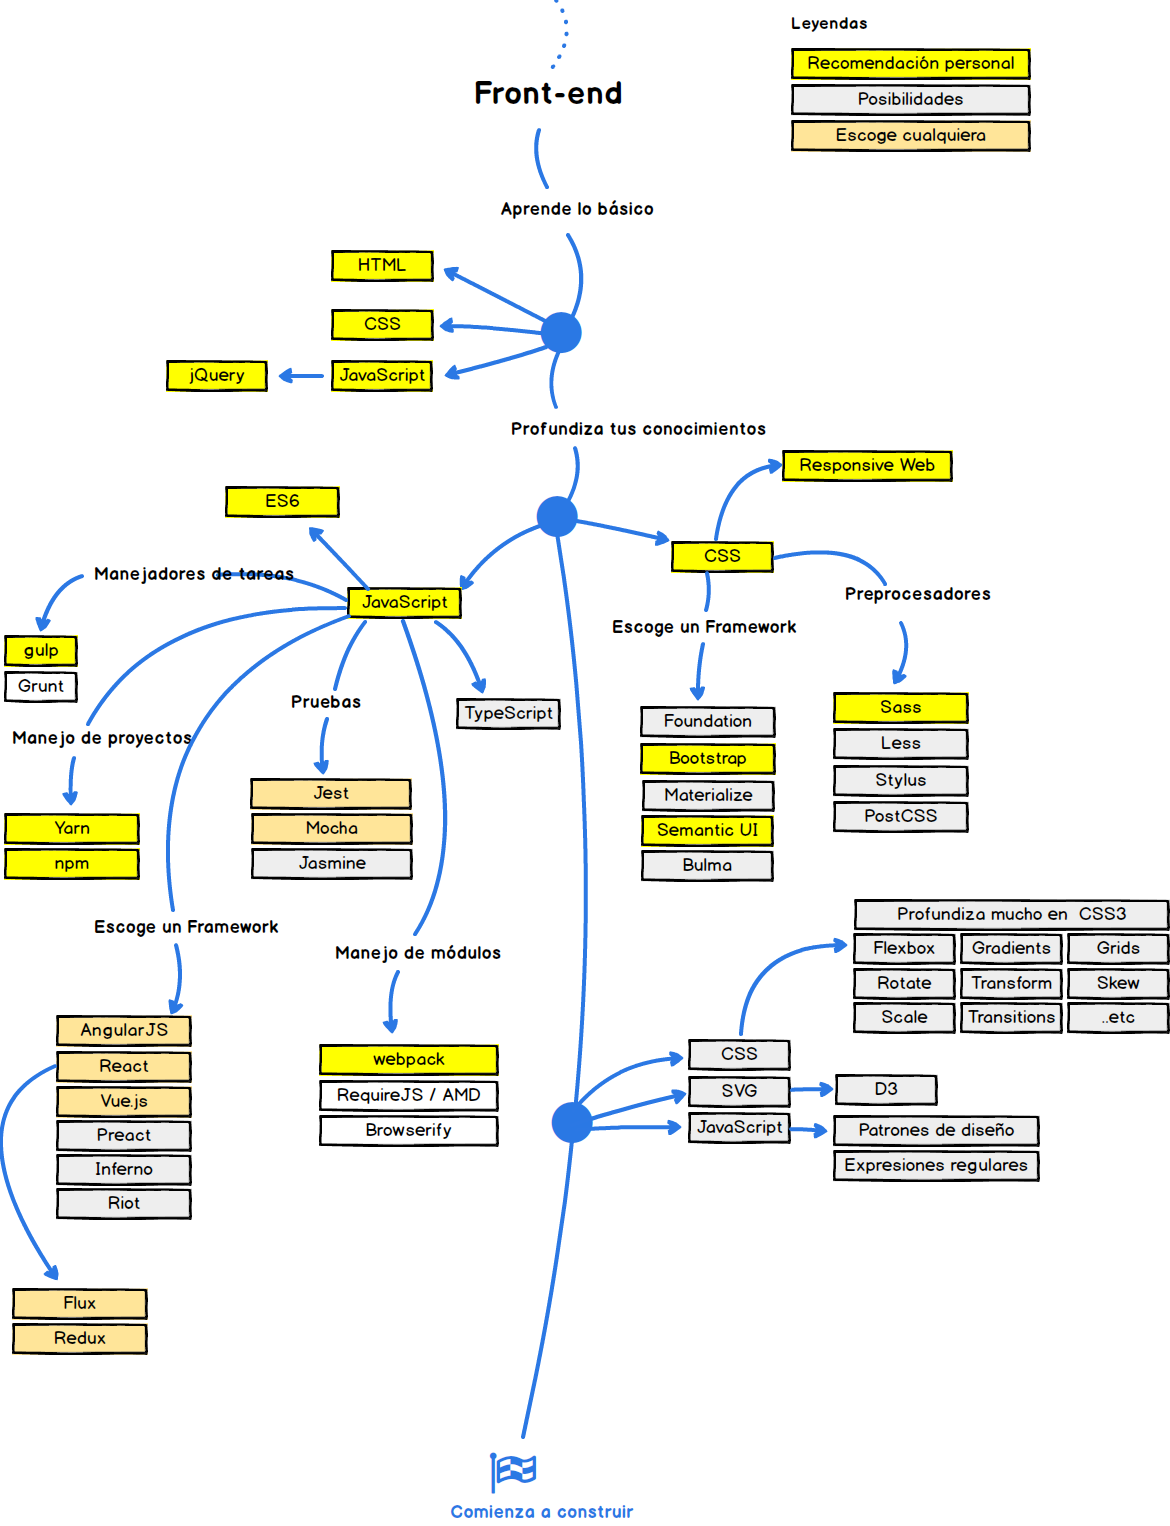 Leyendas
Recomendación personal
Posibilidades
Escoge cualquiera
Front-end
Aprende lo básico
HTML
CSS
JavaScript
jQuery
Profundiza tus conocimientos
Responsive Web
ES6
CSS
Manejadores de tareas
JavaScript
Preprocesadores
Escoge un Framework
gulp
Grunt
Pruebas
TypeScript
Manejo de proyectos
Foundation
Bootstrap
Materialize
Semantic UI
Bulma
Sass
Less
Stylus
PostCSS
Jest
Mocha
Jasmine
Yarn
npm
Escoge un Framework
Manejo de módulos
Profundiza mucho en CSS3
Flexbox Gradients Grids
Rotate Transform Skew
Scale Transitions ..etc
AngularJS
React
Vue.js
Preact
Inferno
Riot
webpack
RequireJS / AMD
Browserify
CSS
SVG
JavaScript
D3
Patrones de diseño
Expresiones regulares
Flux
Redux
Comienza a construir